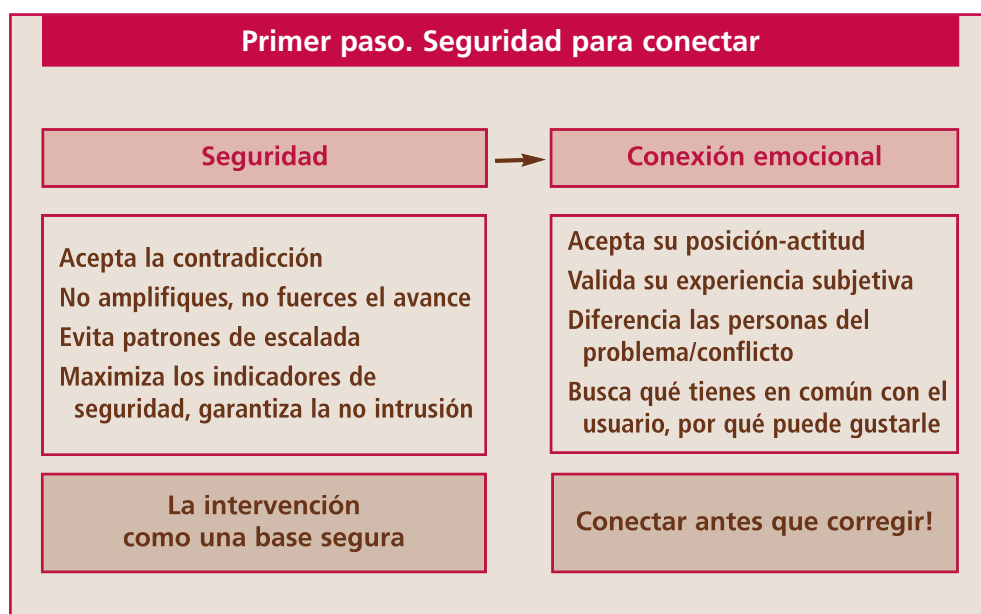 Primer paso. Seguridad para conectar
Seguridad
Conexión emocional
Acepta la contradicción
No amplifiques, no fuerces el avance
Evita patrones de escalada
Maximiza los indicadores de
seguridad, garantiza la no intrusión
Acepta su posición-actitud
Valida su experiencia subjetiva
Diferencia las personas del
problema/conflicto
Busca qué tienes en común con el
usuario, por qué puede gustarle
La intervención
como una base segura
Conectar antes que corregir!